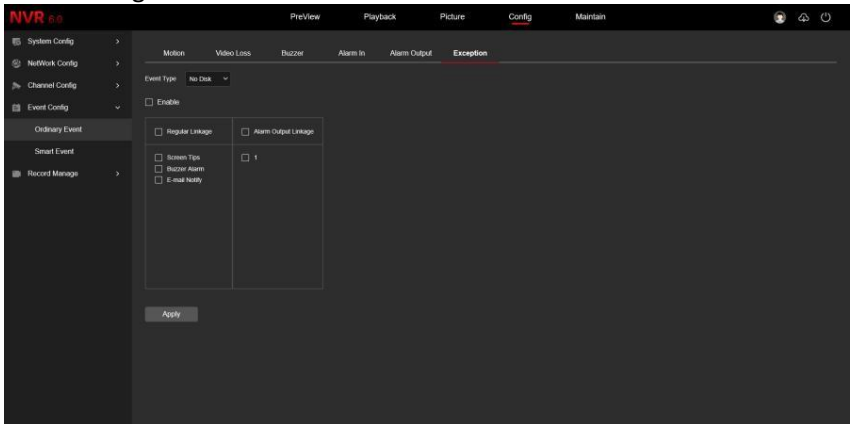 NVR 6.0 PreView Playback Picture Config Maintain
System Config
NetWork Config
Channel Config
Event Config
Ordinary Event
Smart Event
Record Manage
Motion Video Loss Buzzer Alarm In Alarm Output Exception
Event Type No Disk
Enable
Regular Linkage Alarm Output Linkage
Screen Tips 1
Buzzer Alarm
E-mail Notify
Apply